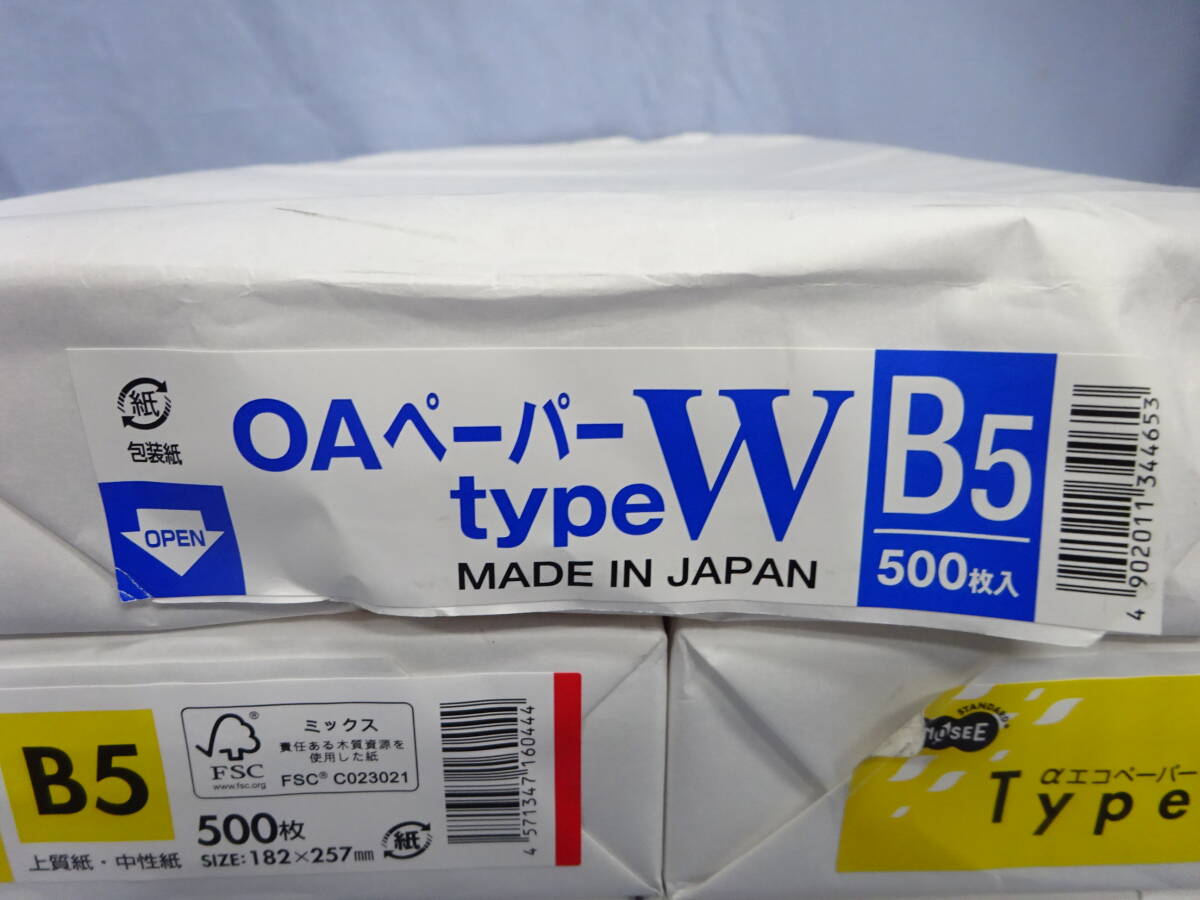 紙
包装紙
OPEN
OAペーパー
typeW
MADE IN JAPAN
B5
500枚入
4 902011 344653
B5
上質紙・中性紙
FSC®
www.fsc.org
ミックス
責任ある木質資源を
使用した紙
FSC® C023021
500枚
SIZE:182×257mm
紙
4 571347 160444
STANDARD+
αエコペーパー
Type